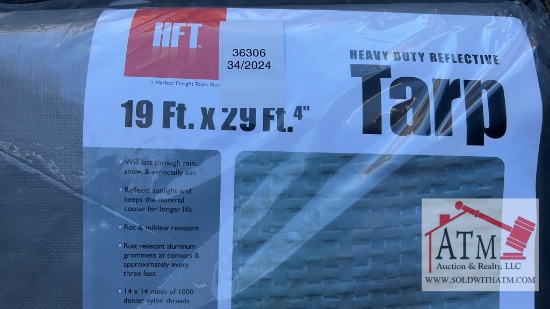 HFT
36306
34/2024
a Harbor Freight Tools Brand
HEAVY DUTY REFLECTIVE
Tarp
19 Ft. X 29 Ft. 4"
• Will last through rain,
snow, & especially sun
• Reflects sunlight and
keeps the material
cooler for longer life
• Rot & mildew resistant
• Rust resistant aluminum
grommets at corners &
approximately every
three feet
• 14 x 14 mesh of 1000
denier nylon threads
ATM
Auction & Realty, LLC
WWW.SOLDWITHATM.COM